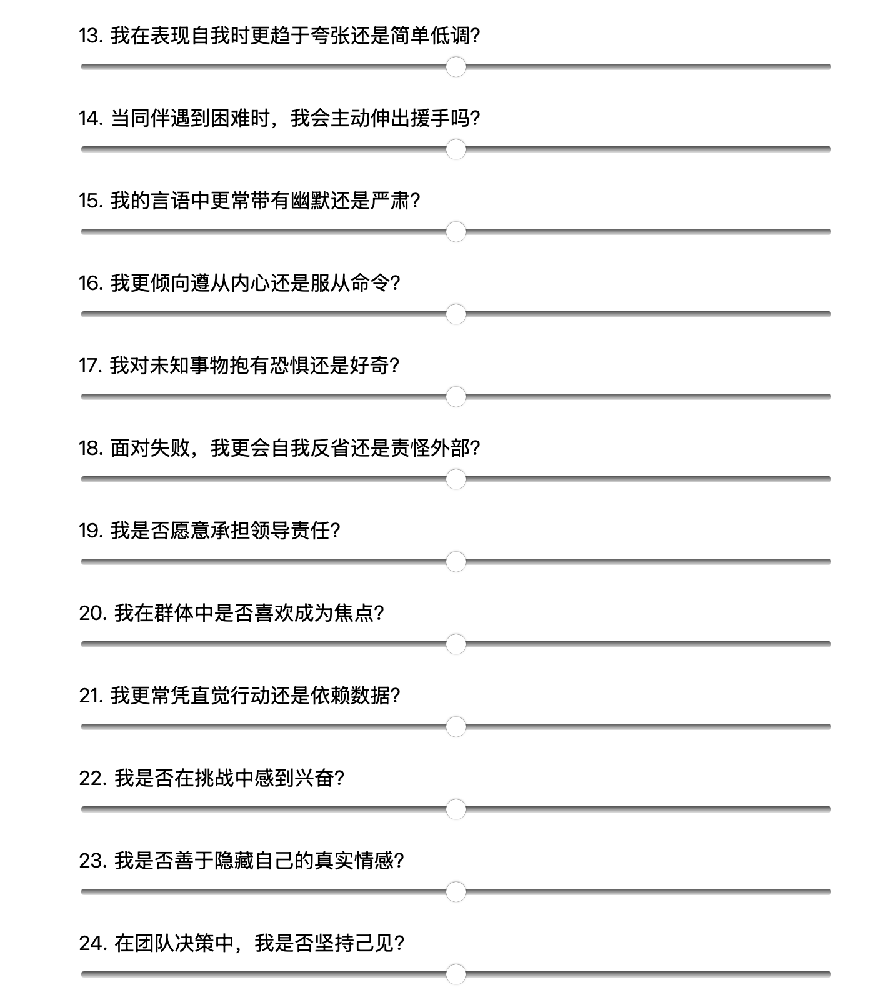 13. 我在表现自我时更趋于夸张还是简单低调?
14. 当同伴遇到困难时，我会主动伸出援手吗?
15. 我的言语中更常带有幽默还是严肃?
16. 我更倾向遵从内心还是服从命令?
17. 我对未知事物抱有恐惧还是好奇?
18. 面对失败，我更会自我反省还是责怪外部?
19. 我是否愿意承担领导责任?
20. 我在群体中是否喜欢成为焦点?
21. 我更常凭直觉行动还是依赖数据?
22. 我是否在挑战中感到兴奋?
23. 我是否善于隐藏自己的真实情感?
24. 在团队决策中，我是否坚持己见?